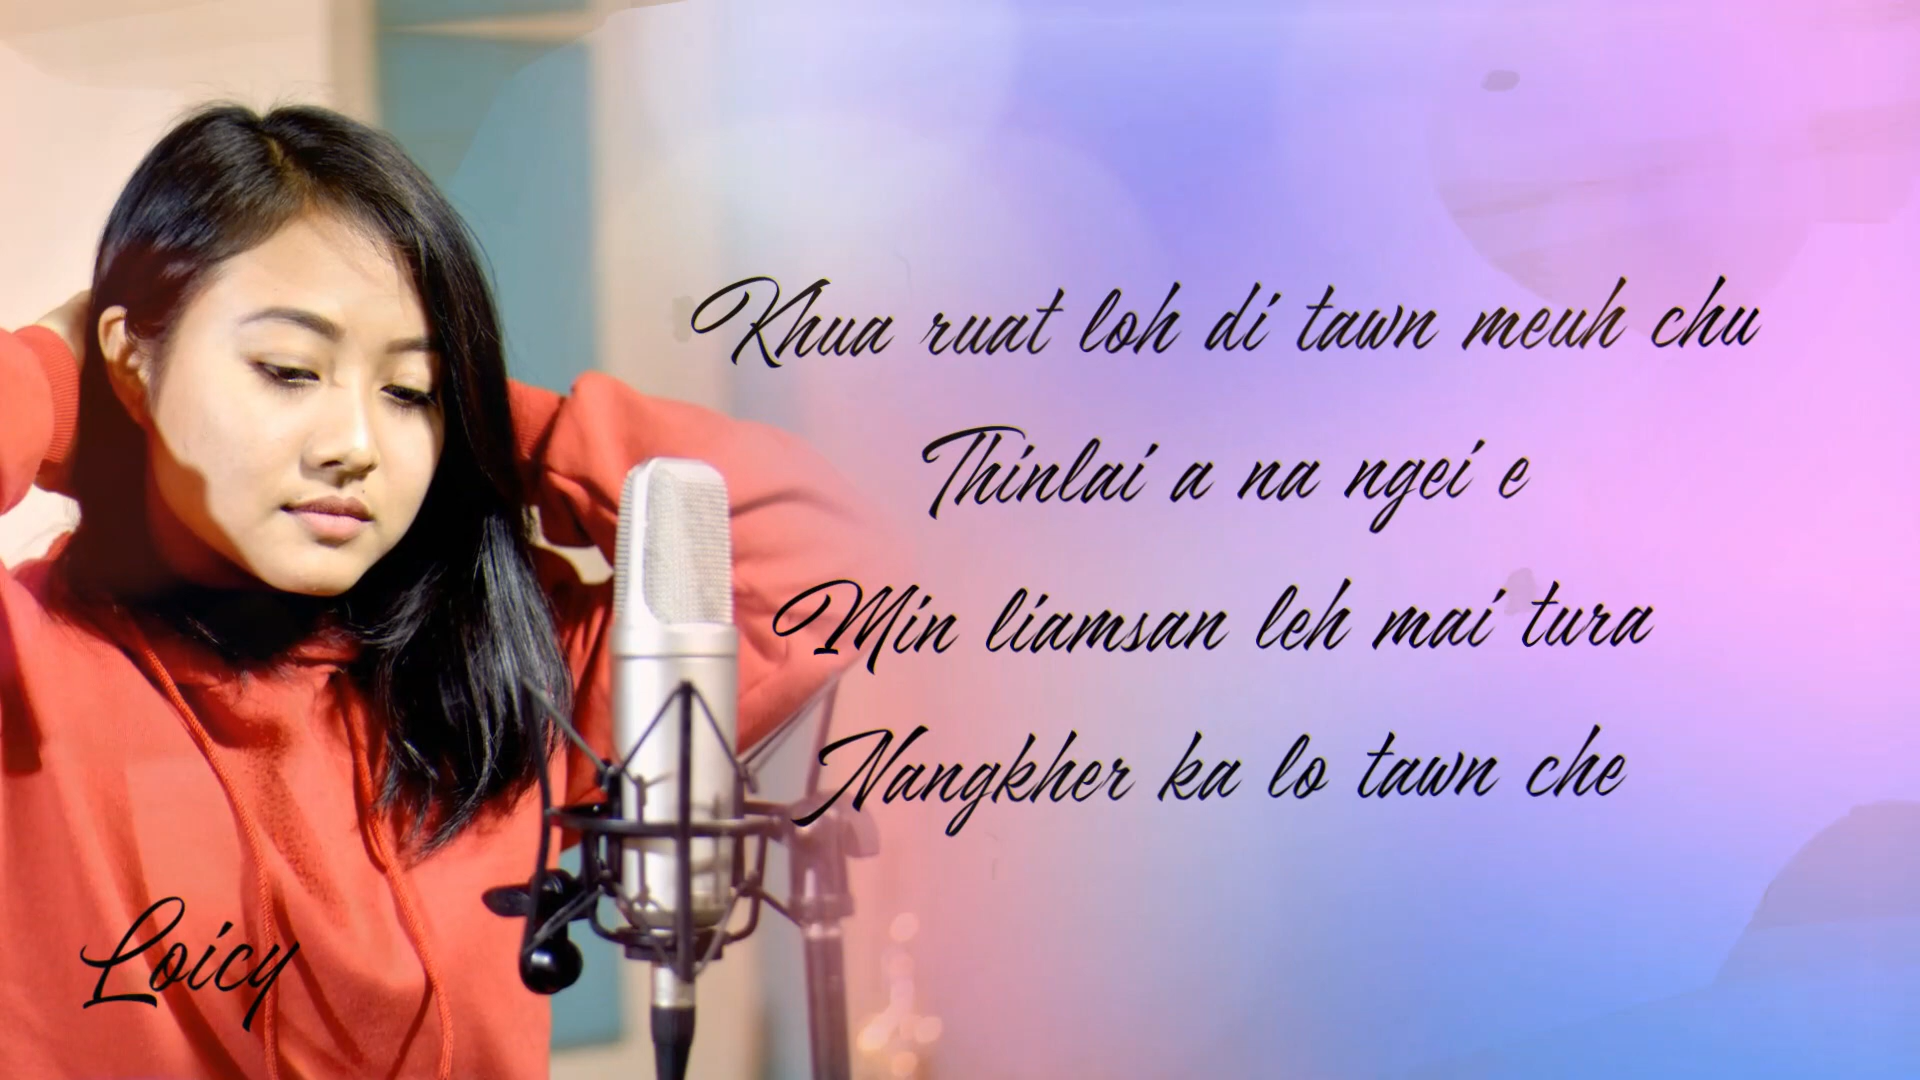 Khua ruat loh di tawn meuh chu
Thinlai a na ngei e
Min liamsan leh mai tura
Nangkher ka lo tawn che
Loicy